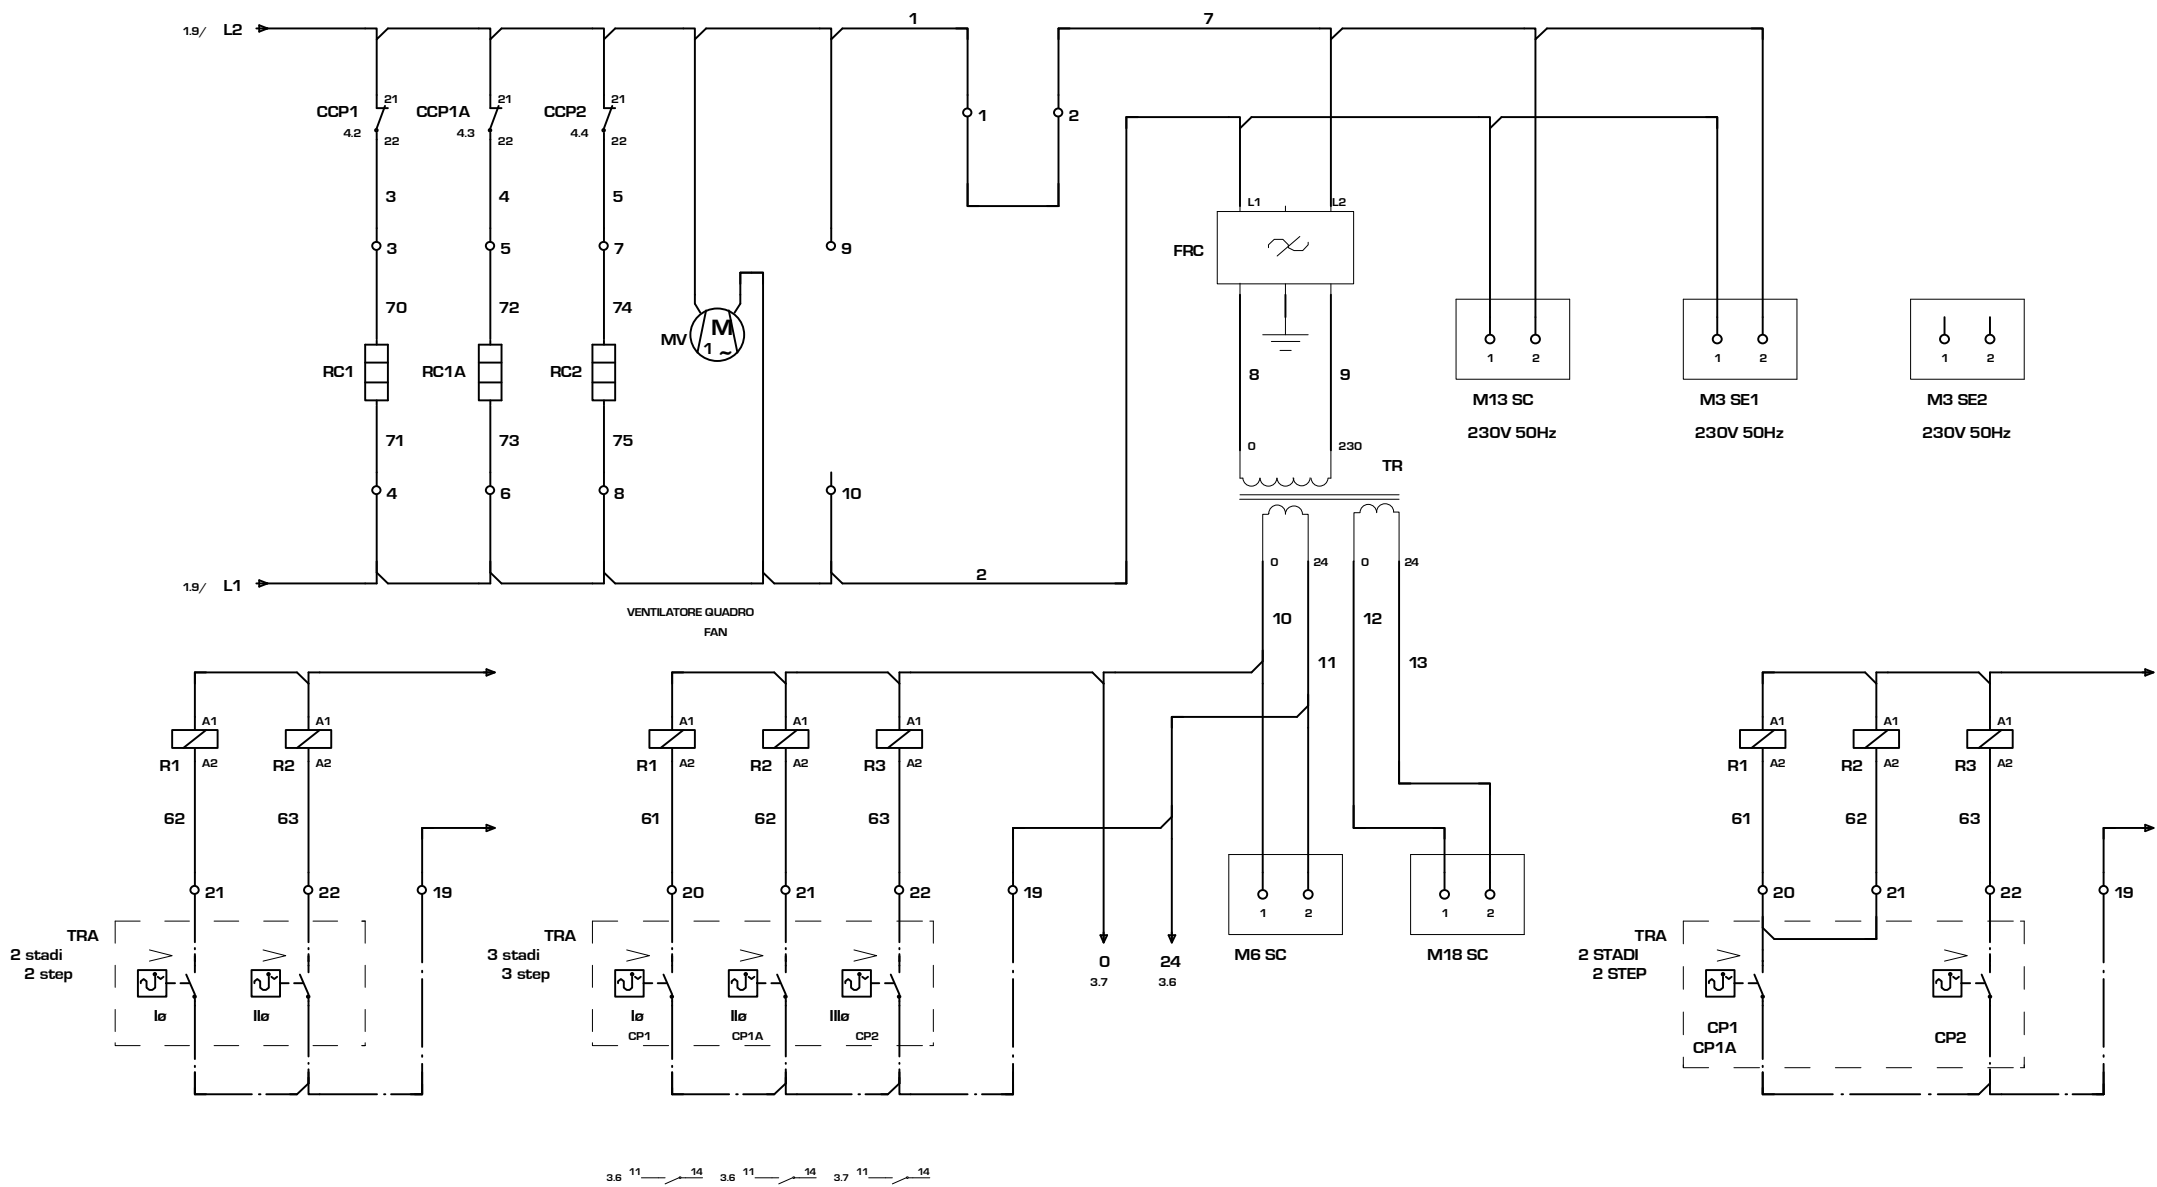 1.9/ L2 1 7
CCP1 21 CCP1A 21 CCP2 21
4.2 22 4.3 22 4.4 22
1 2
3 4 5
L1 L2
3 5 7 9
FRC
70 72 74
MV M
1 ~
RC1 RC1A RC2
8 9
1 2 1 2 1 2
M13 SC M3 SE1 M3 SE2
230V 50Hz 230V 50Hz 230V 50Hz
71 73 75
0 230
TR
4 6 8 10
0 24 0 24
1.9/ L1 2
VENTILATORE QUADRO
FAN
10 12
11 13
A1 A1 A1 A1 A1 A1 A1 A1
R1 A2 R2 A2 R1 A2 R2 A2 R3 A2 R1 A2 R2 A2 R3 A2
62 63 61 62 63 61 62 63
21 22 19 20 21 22 19 20 21 22 19
1 2 1 2
TRA
2 stadi
2 step
Iø IIø
TRA
3 stadi
3 step
Iø IIø IIIø
CP1 CP1A CP2
0 24
3.7 3.6
M6 SC M18 SC
TRA
2 STADI
2 STEP
CP1
CP1A
CP2
3.6 11 14 3.6 11 14 3.7 11 14